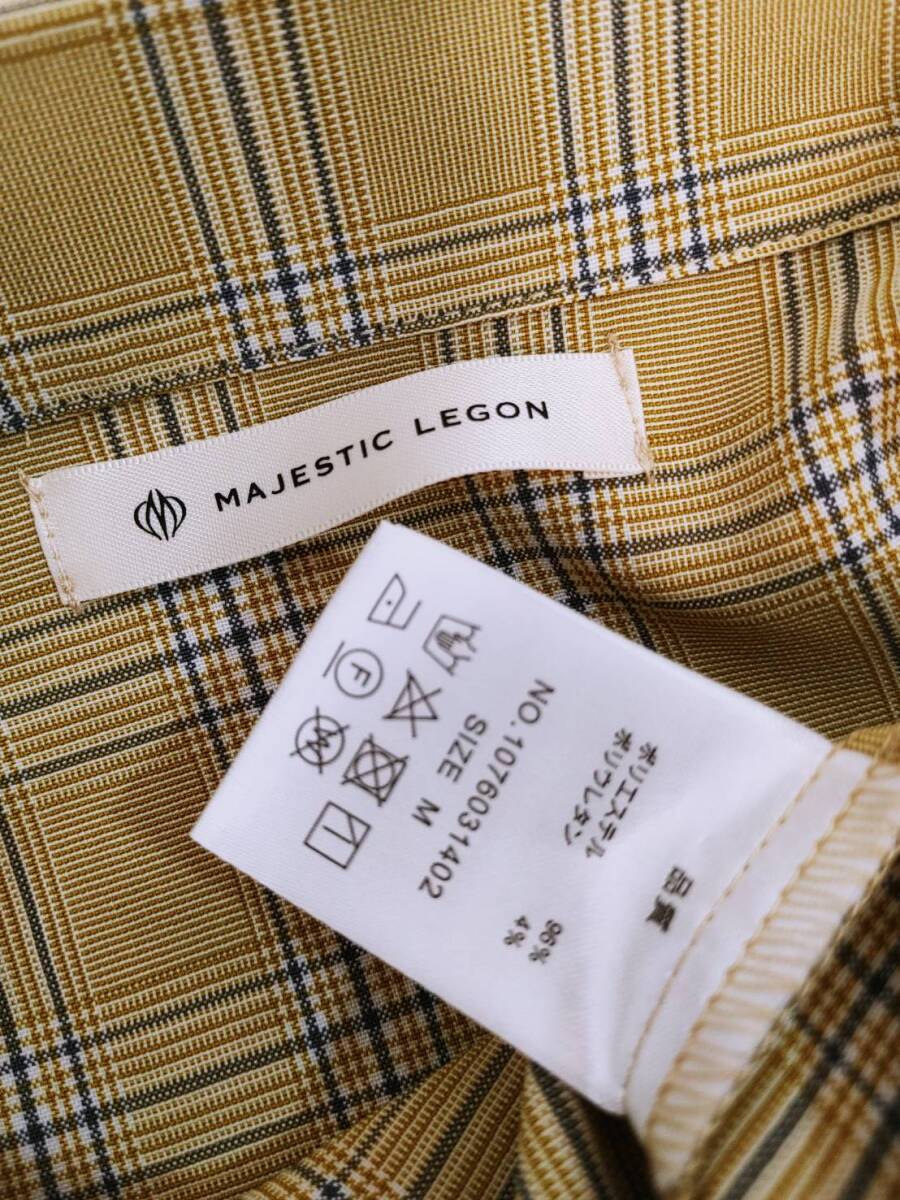 MAJESTIC LEGON
品質
ポリエステル 96%
ポリウレタン 4%
NO.1076031402
SIZE M
F
W